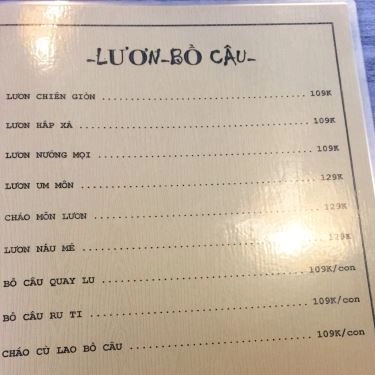 -LƯƠN-BỒ CÂU-
LƯƠN CHIÊN GIÒN ........ 109K
LƯƠN HẤP XẢ ........ 109K
LƯƠN NƯỚNG MỌI ........ 109K
LƯƠN UM MÔN ........ 129K
CHÁO MÔN LƯƠN ........ 129K
LƯƠN NẤU MẺ ........ 129K
BỒ CÂU QUAY LU ........ 109K/con
BỒ CÂU RU TI ........ 109K/con
CHÁO CÙ LAO BỒ CÂU ........ 109K/con